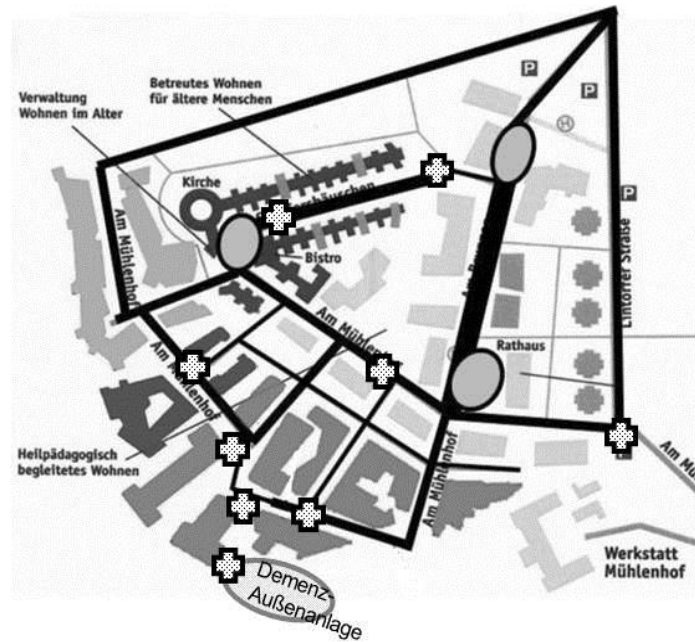 Betreutes Wohnen
für ältere Menschen
Verwaltung
Wohnen im Alter
P
P
H
Kirche
P
Am Mühlenhof
Bistro
Lintorfer Straße
Am Mühlenhof
Rathaus
Am Mühlenhof
Heilpädagogisch
begleitetes Wohnen
Am Mühlenhof
Werkstatt
Mühlenhof
Demenz-
Außenanlage